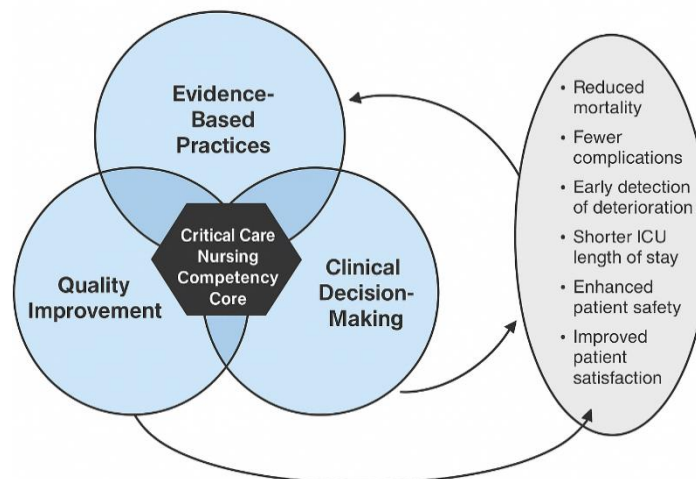 Evidence-
Based
Practices
Quality
Improvement
Critical Care
Nursing
Competency
Core
Clinical
Decision-
Making
• Reduced
mortality
• Fewer
complications
• Early detection
of deterioration
• Shorter ICU
length of stay
• Enhanced
patient safety
• Improved
patient
satisfaction